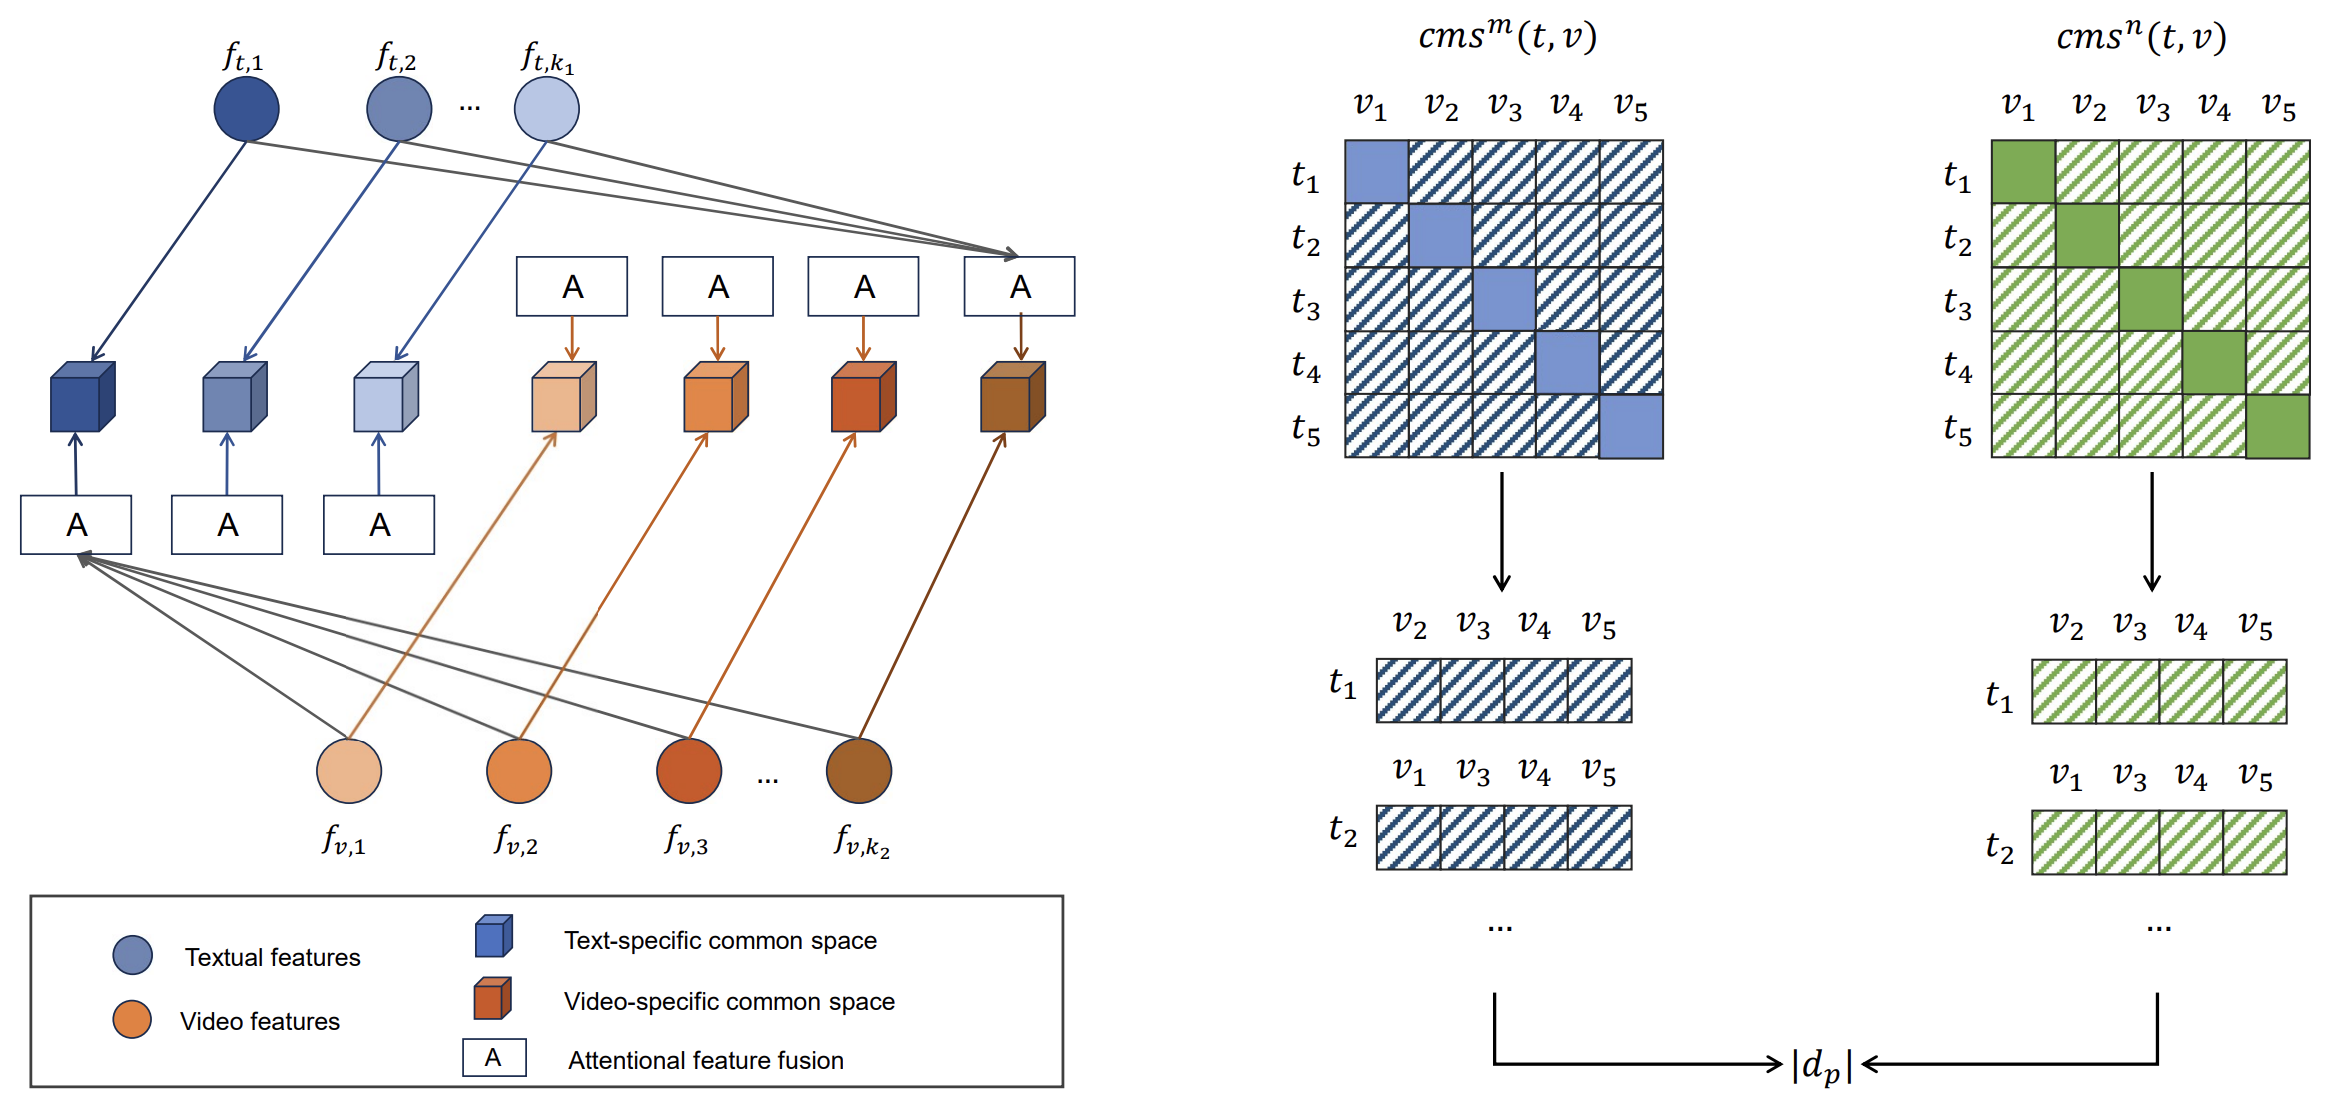 f_{t,1} f_{t,2} ... f_{t,k_1}
A A A A
A A A
f_{v,1} f_{v,2} f_{v,3} ... f_{v,k_2}
Textual features
Video features
Text-specific common space
Video-specific common space
A Attentional feature fusion
cms^m(t, v)
v_1 v_2 v_3 v_4 v_5
t_1
t_2
t_3
t_4
t_5
v_2 v_3 v_4 v_5
t_1
v_1 v_3 v_4 v_5
t_2
...
cms^n(t, v)
v_1 v_2 v_3 v_4 v_5
t_1
t_2
t_3
t_4
t_5
v_2 v_3 v_4 v_5
t_1
v_1 v_3 v_4 v_5
t_2
...
|d_p|